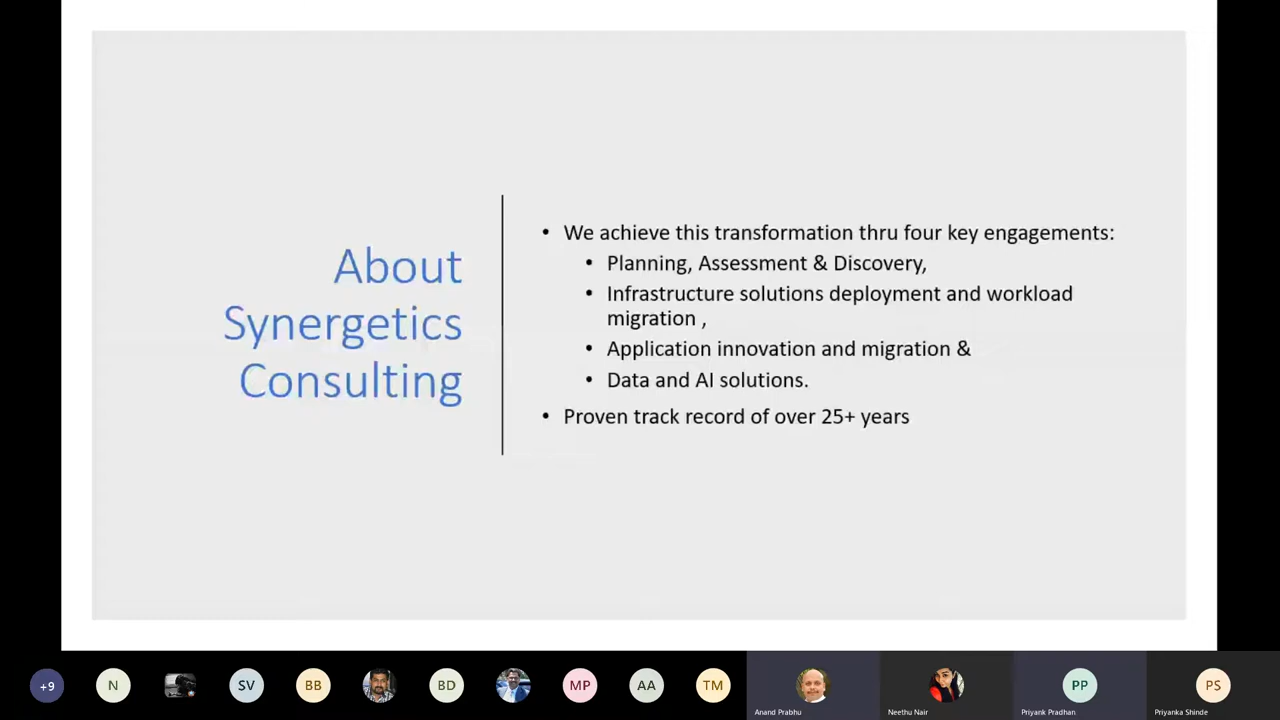 About
Synergetics
Consulting
• We achieve this transformation thru four key engagements:
• Planning, Assessment & Discovery,
• Infrastructure solutions deployment and workload
migration ,
• Application innovation and migration &
• Data and AI solutions.
• Proven track record of over 25+ years
+9
N
SV
BB
BD
MP
AA
TM
Anand Prabhu
Neethu Nair
PP
Priyank Pradhan
PS
Priyanka Shinde